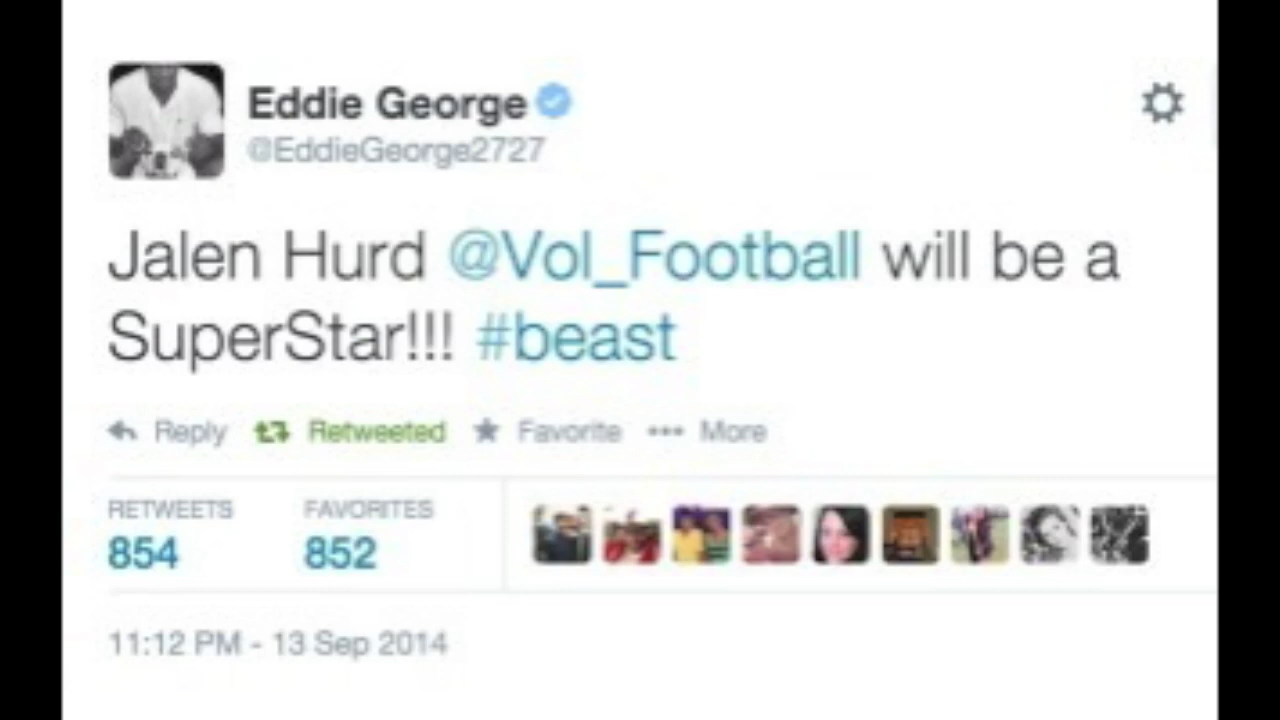 Eddie George
@EddieGeorge2727
Jalen Hurd @Vol_Football will be a
SuperStar!!! #beast
Reply Retweeted Favorite More
RETWEETS FAVORITES
854 852
11:12 PM - 13 Sep 2014